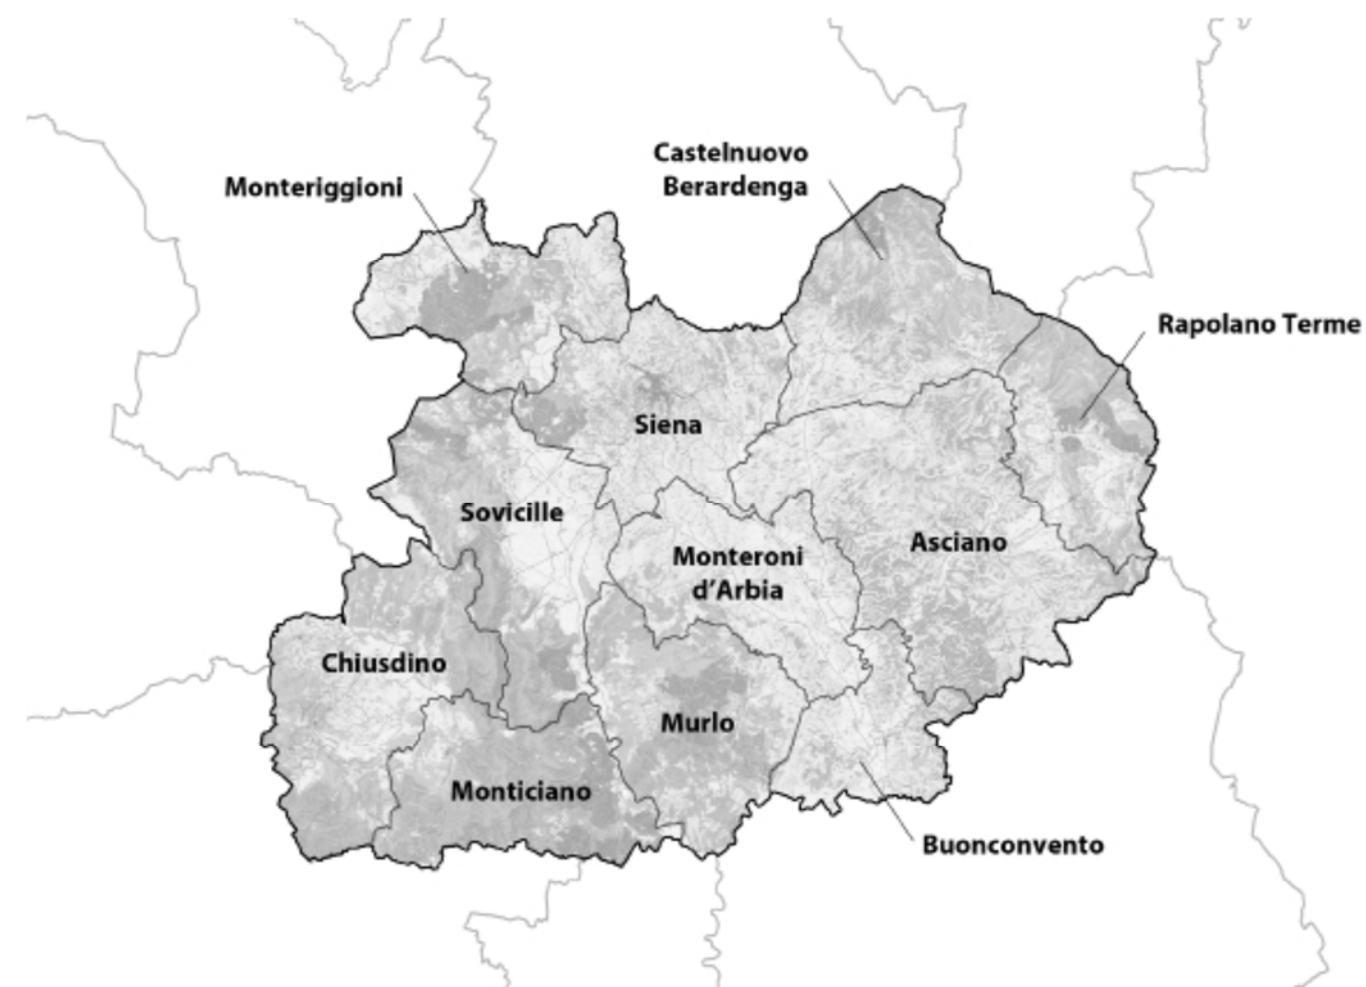 Castelnuovo
Berardenga
Monteriggioni
Rapolano Terme
Siena
Sovicille
Asciano
Monteroni
d'Arbia
Chiusdino
Murlo
Monticiano
Buonconvento